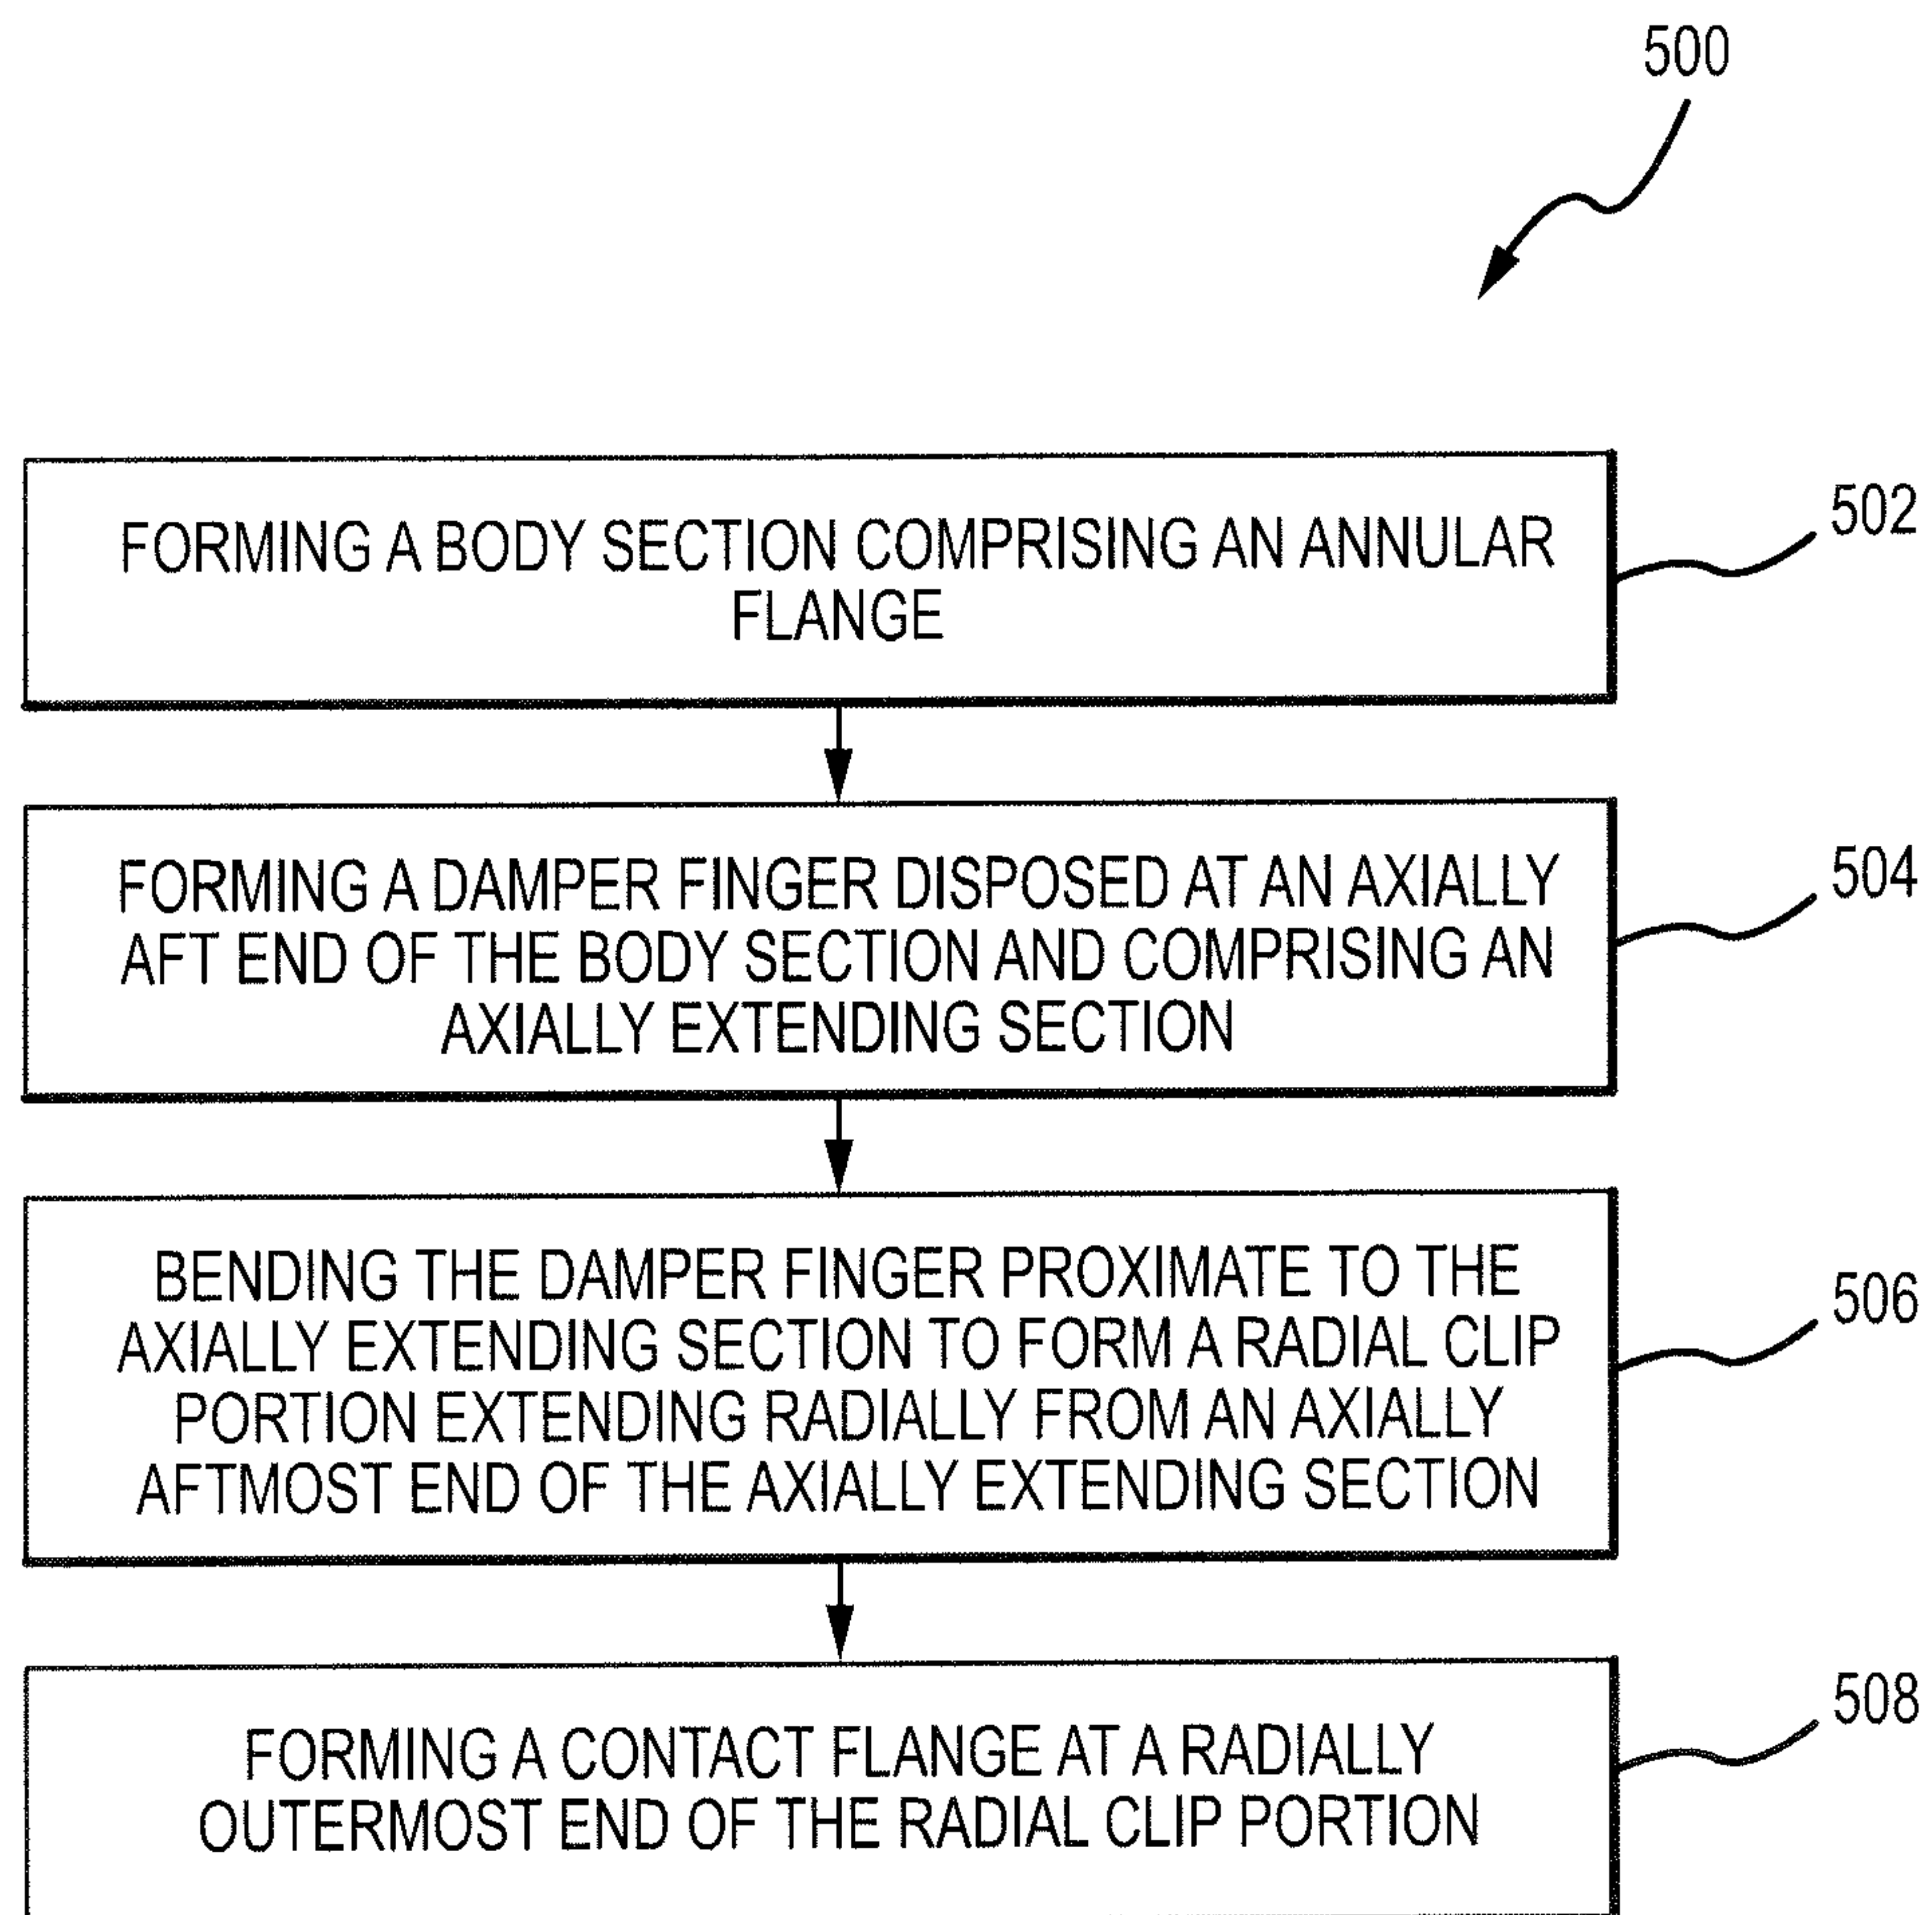 500
FORMING A BODY SECTION COMPRISING AN ANNULAR
FLANGE
502
FORMING A DAMPER FINGER DISPOSED AT AN AXIALLY
AFT END OF THE BODY SECTION AND COMPRISING AN
AXIALLY EXTENDING SECTION
504
BENDING THE DAMPER FINGER PROXIMATE TO THE
AXIALLY EXTENDING SECTION TO FORM A RADIAL CLIP
PORTION EXTENDING RADIALLY FROM AN AXIALLY
AFTMOST END OF THE AXIALLY EXTENDING SECTION
506
FORMING A CONTACT FLANGE AT A RADIALLY
OUTERMOST END OF THE RADIAL CLIP PORTION
508